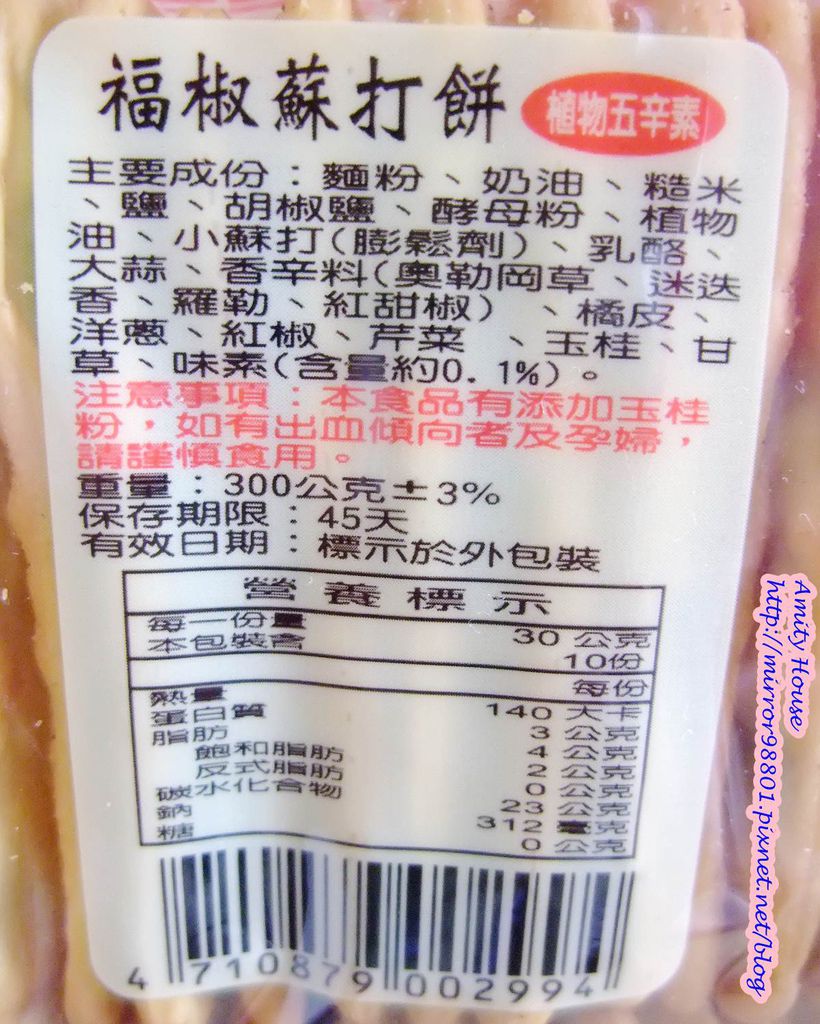 福椒蘇打餅
植物五辛素
主要成份：麵粉、奶油、糙米
、鹽、胡椒鹽、酵母粉、植物
油、小蘇打(膨鬆劑)、乳酪、
大蒜、香辛料(奧勒岡草、迷迭
香、羅勒、紅甜椒)、橘皮、
洋蔥、紅椒、芹菜、玉桂、甘
草、味素(含量約0.1%)。
注意事項：本食品有添加玉桂
粉，如有出血傾向者及孕婦，
請謹慎食用。
重量：300公克±3%
保存期限：45天
有效日期：標示於外包裝
營養標示
每一份量 30 公克
本包裝含 10份
每份
熱量 140 大卡
蛋白質 3 公克
脂肪 4 公克
飽和脂肪 2 公克
反式脂肪 0 公克
碳水化合物 23 公克
鈉 312 毫克
糖 0 公克
4 710879 002994
Amity House
http://mirror98801.pixnet.net/blog